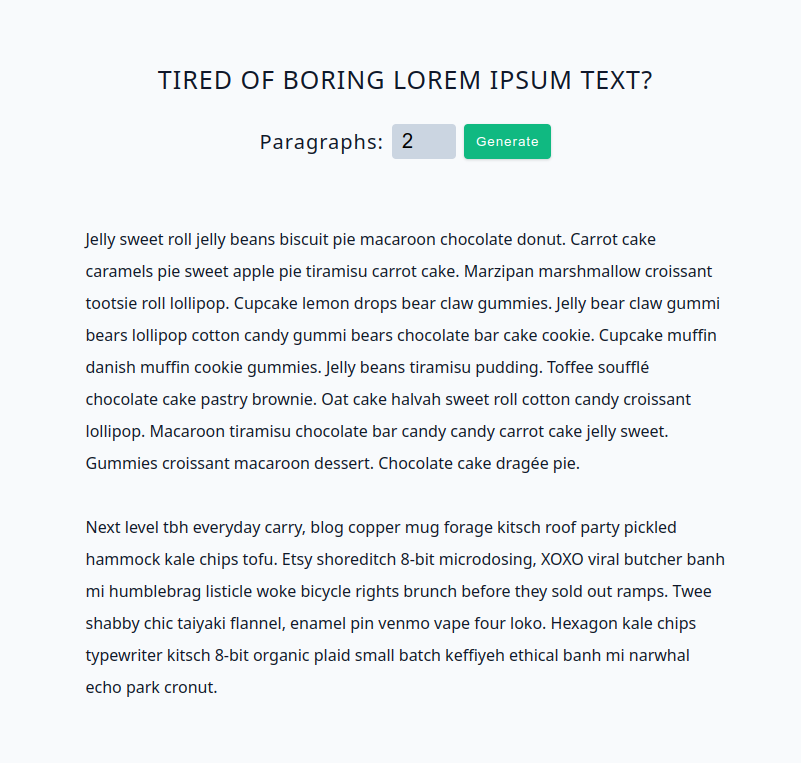 TIRED OF BORING LOREM IPSUM TEXT?
Paragraphs: 2 Generate
Jelly sweet roll jelly beans biscuit pie macaroon chocolate donut. Carrot cake
caramels pie sweet apple pie tiramisu carrot cake. Marzipan marshmallow croissant
tootsie roll lollipop. Cupcake lemon drops bear claw gummies. Jelly bear claw gummi
bears lollipop cotton candy gummi bears chocolate bar cake cookie. Cupcake muffin
danish muffin cookie gummies. Jelly beans tiramisu pudding. Toffee soufflé
chocolate cake pastry brownie. Oat cake halvah sweet roll cotton candy croissant
lollipop. Macaroon tiramisu chocolate bar candy candy carrot cake jelly sweet.
Gummies croissant macaroon dessert. Chocolate cake dragée pie.
Next level tbh everyday carry, blog copper mug forage kitsch roof party pickled
hammock kale chips tofu. Etsy shoreditch 8-bit microdosing, XOXO viral butcher banh
mi humblebrag listicle woke bicycle rights brunch before they sold out ramps. Twee
shabby chic taiyaki flannel, enamel pin venmo vape four loko. Hexagon kale chips
typewriter kitsch 8-bit organic plaid small batch keffiyeh ethical banh mi narwhal
echo park cronut.